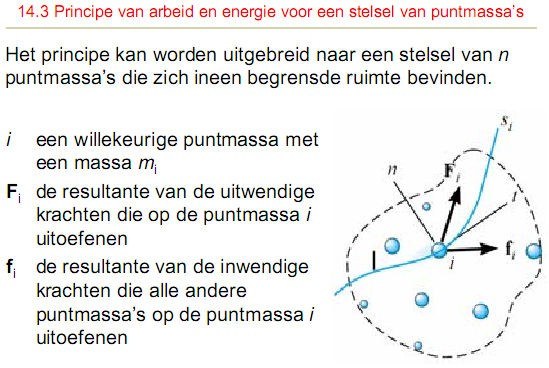 14.3 Principe van arbeid en energie voor een stelsel van puntmassa's
Het principe kan worden uitgebreid naar een stelsel van n
puntmassa's die zich ineen begrensde ruimte bevinden.
i een willekeurige puntmassa met
een massa mi
Fi de resultante van de uitwendige
krachten die op de puntmassa i
uitoefenen
fi de resultante van de inwendige
krachten die alle andere
puntmassa's op de puntmassa i
uitoefenen
si
n
Fi
t
fi
i
l